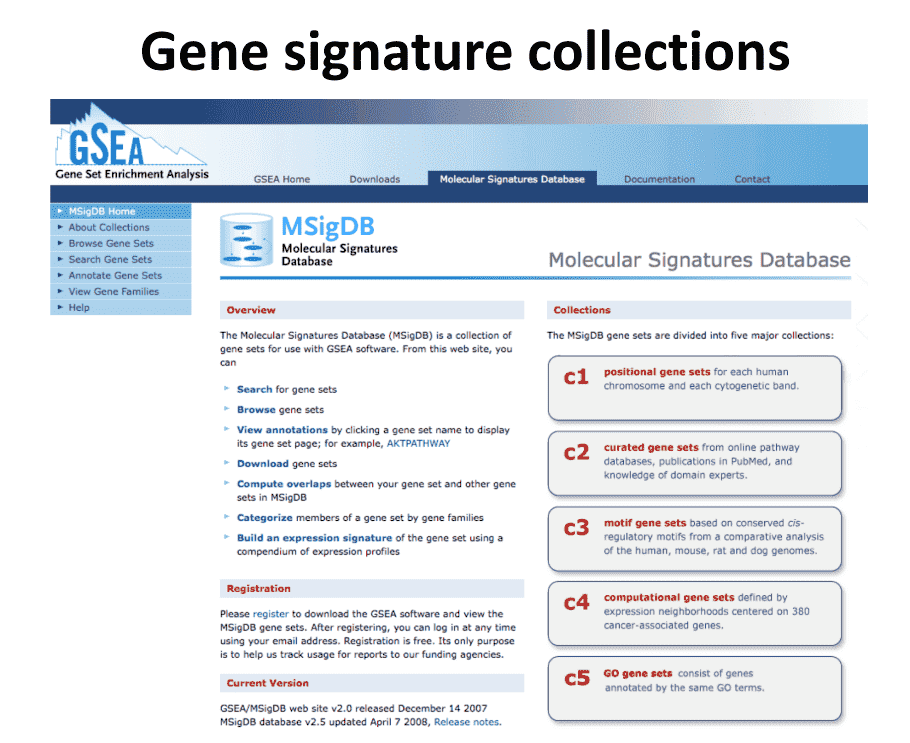 Gene signature collections
GSEA
Gene Set Enrichment Analysis
GSEA Home
Downloads
Molecular Signatures Database
Documentation
Contact
MSigDB Home
About Collections
Browse Gene Sets
Search Gene Sets
Annotate Gene Sets
View Gene Families
Help
MSigDB
Molecular Signatures
Database
Molecular Signatures Database
Overview
The Molecular Signatures Database (MSigDB) is a collection of
gene sets for use with GSEA software. From this web site, you
can
Search for gene sets
Browse gene sets
View annotations by clicking a gene set name to display
its gene set page; for example, AKTPATHWAY
Download gene sets
Compute overlaps between your gene set and other gene
sets in MSigDB
Categorize members of a gene set by gene families
Build an expression signature of the gene set using a
compendium of expression profiles
Registration
Please register to download the GSEA software and view the
MSigDB gene sets. After registering, you can log in at any time
using your email address. Registration is free. Its only purpose
is to help us track usage for reports to our funding agencies.
Current Version
GSEA/MSigDB web site v2.0 released December 14 2007
MSigDB database v2.5 updated April 7 2008, Release notes.
Collections
The MSigDB gene sets are divided into five major collections:
c1
positional gene sets for each human
chromosome and each cytogenetic band.
c2
curated gene sets from online pathway
databases, publications in PubMed, and
knowledge of domain experts.
c3
motif gene sets based on conserved cis-
regulatory motifs from a comparative analysis
of the human, mouse, rat and dog genomes.
c4
computational gene sets defined by
expression neighborhoods centered on 380
cancer-associated genes.
c5
GO gene sets consist of genes
annotated by the same GO terms.